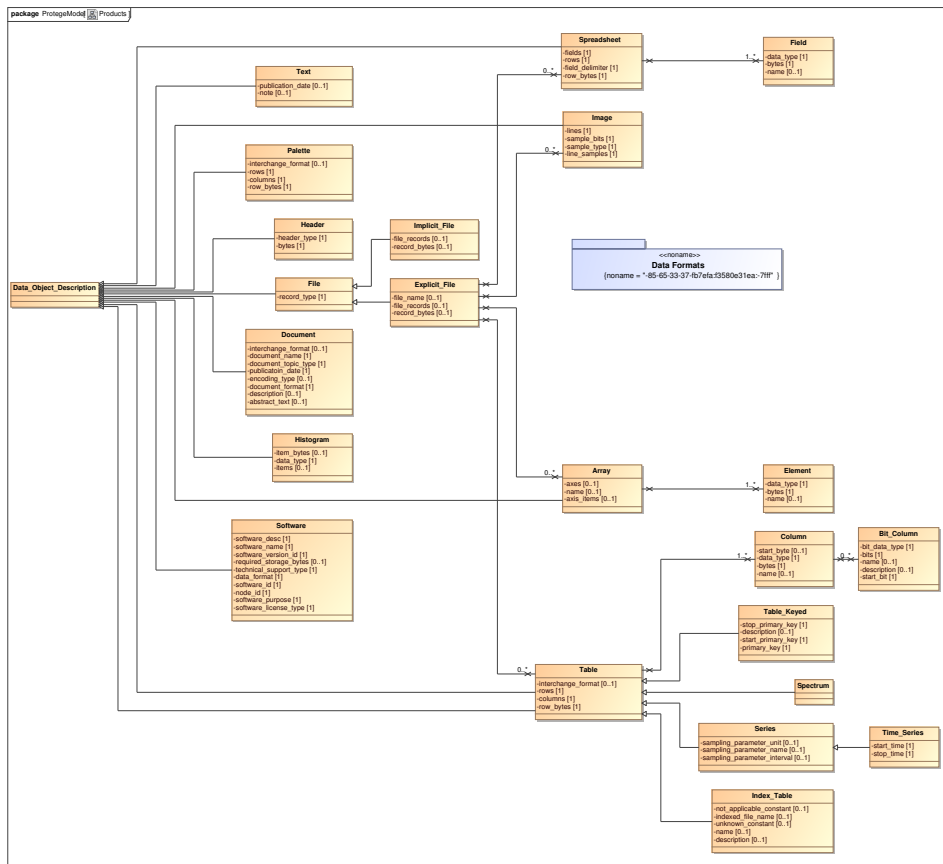 package ProtegeModel[ Products ]
Spreadsheet
-fields [1]
-rows [1]
-field_delimiter [1]
-row_bytes [1]
Field
-data_type [1]
-bytes [1]
-name [0..1]
0..*
1..*
Text
-publication_date [0..1]
-note [0..1]
Image
-lines [1]
-sample_bits [1]
-sample_type [1]
-line_samples [1]
0..*
Palette
-interchange_format [0..1]
-rows [1]
-columns [1]
-row_bytes [1]
Header
-header_type [1]
-bytes [1]
Implicit_File
-file_records [0..1]
-record_bytes [0..1]
<<noname>>
Data Formats
{noname = "-85-65-33-37-fb7efa:f3580e31ea:-7fff" }
Data_Object_Description
File
-record_type [1]
Explicit_File
-file_name [0..1]
-file_records [0..1]
-record_bytes [0..1]
Document
-interchange_format [0..1]
-document_name [1]
-document_topic_type [1]
-publicatoin_date [1]
-encoding_type [0..1]
-document_format [1]
-description [0..1]
-abstract_text [0..1]
Histogram
-item_bytes [0..1]
-data_type [1]
-items [0..1]
0..*
Array
-axes [0..1]
-name [0..1]
-axis_items [0..1]
1..*
Element
-data_type [1]
-bytes [1]
-name [0..1]
Software
-software_desc [1]
-software_name [1]
-software_version_id [1]
-required_storage_bytes [0..1]
-technical_support_type [1]
-data_format [1]
-software_id [1]
-node_id [1]
-software_purpose [1]
-software_license_type [1]
1..*
Column
-start_byte [0..1]
-data_type [1]
-bytes [1]
-name [0..1]
0..*
Bit_Column
-bit_data_type [1]
-bits [1]
-name [0..1]
-description [0..1]
-start_bit [1]
Table_Keyed
-stop_primary_key [1]
-description [0..1]
-start_primary_key [1]
-primary_key [1]
0..*
Table
-interchange_format [0..1]
-rows [1]
-columns [1]
-row_bytes [1]
Spectrum
Series
-sampling_parameter_unit [0..1]
-sampling_parameter_name [0..1]
-sampling_parameter_interval [0..1]
Time_Series
-start_time [1]
-stop_time [1]
Index_Table
-not_applicable_constant [0..1]
-indexed_file_name [0..1]
-unknown_constant [0..1]
-name [0..1]
-description [0..1]